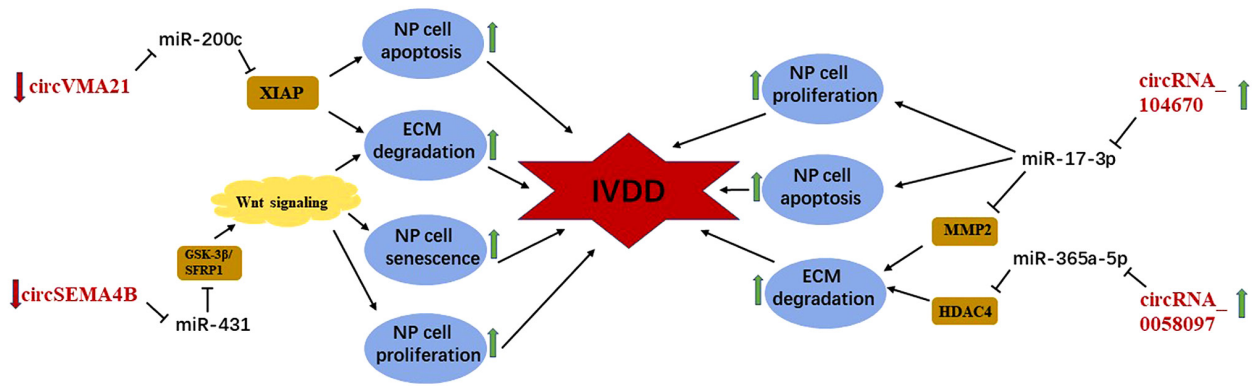 miR-200c
circVMA21
XIAP
NP cell
apoptosis
ECM
degradation
Wnt signaling
GSK-3β/
SFRP1
circSEMA4B
miR-431
NP cell
senescence
NP cell
proliferation
IVDD
NP cell
proliferation
NP cell
apoptosis
ECM
degradation
circRNA_
104670
miR-17-3p
MMP2
miR-365a-5p
HDAC4
circRNA_
0058097